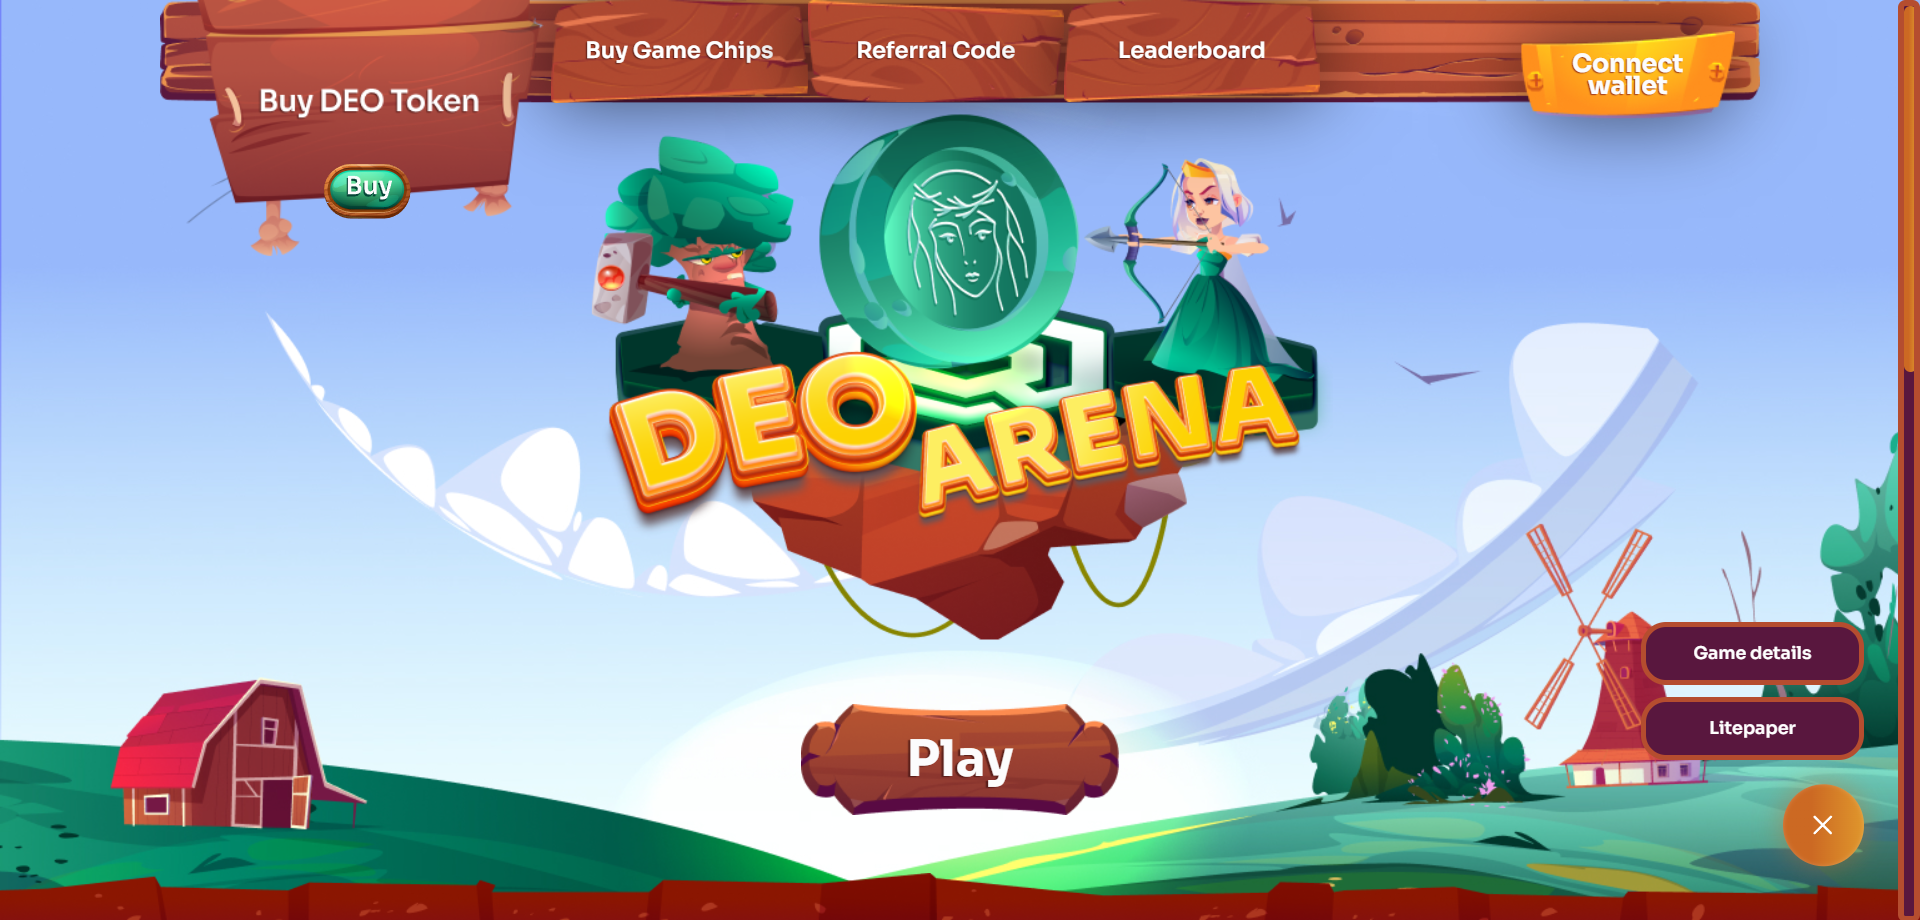 Buy DEO Token
Buy
Buy Game Chips
Referral Code
Leaderboard
Connect
wallet
DEO
ARENA
Play
Game details
Litepaper